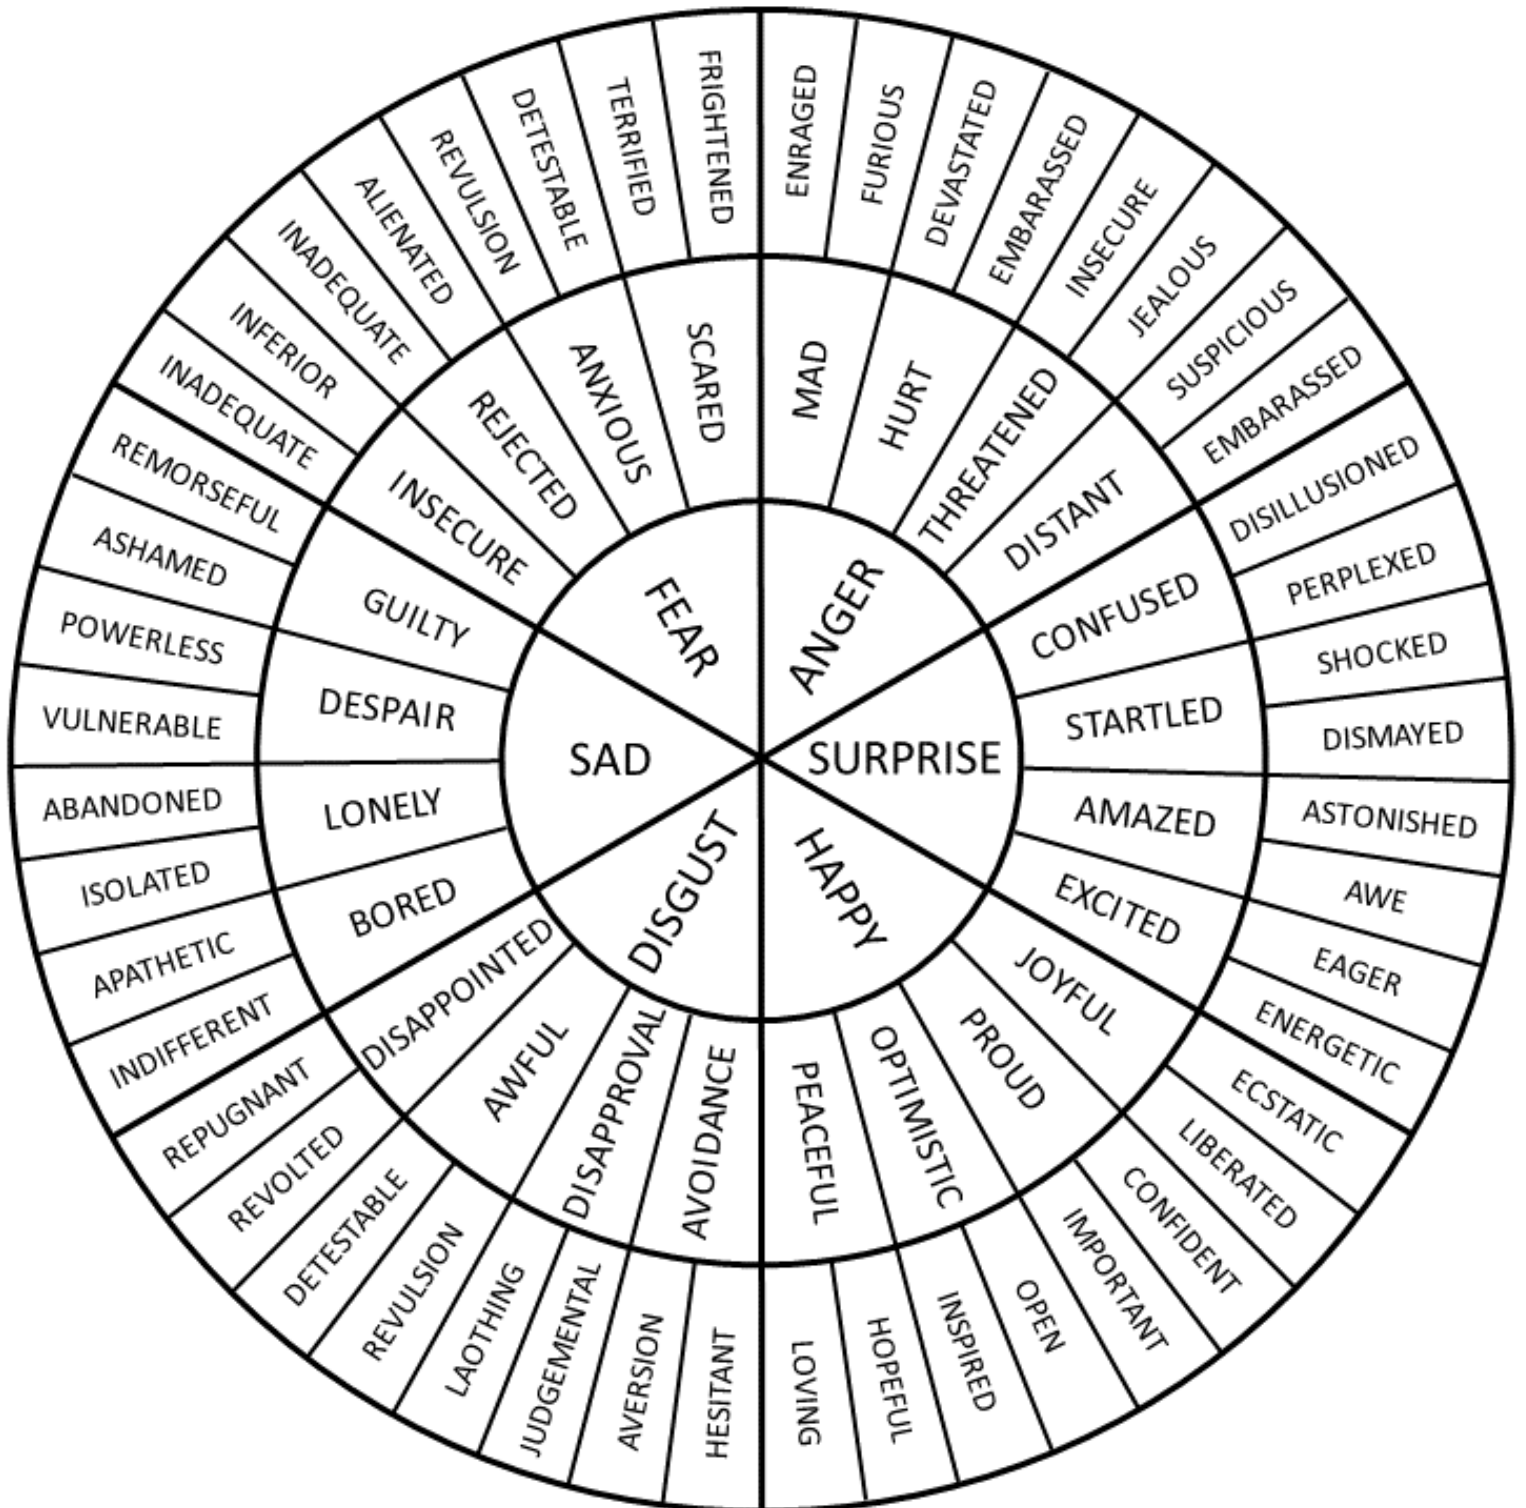 FEAR
ANGER
SURPRISE
HAPPY
DISGUST
SAD
MAD
HURT
THREATENED
DISTANT
CONFUSED
STARTLED
AMAZED
EXCITED
JOYFUL
PROUD
OPTIMISTIC
PEACEFUL
AVOIDANCE
DISAPPROVAL
AWFUL
DISAPPOINTED
BORED
LONELY
DESPAIR
GUILTY
INSECURE
REJECTED
ANXIOUS
SCARED
ENRAGED
FURIOUS
DEVASTATED
EMBARASSED
INSECURE
JEALOUS
SUSPICIOUS
EMBARASSED
DISILLUSIONED
PERPLEXED
SHOCKED
DISMAYED
ASTONISHED
AWE
EAGER
ENERGETIC
ECSTATIC
LIBERATED
CONFIDENT
IMPORTANT
OPEN
INSPIRED
HOPEFUL
LOVING
HESITANT
AVERSION
JUDGEMENTAL
LAOTHING
REVULSION
DETESTABLE
REVOLTED
REPUGNANT
INDIFFERENT
APATHETIC
ISOLATED
ABANDONED
VULNERABLE
POWERLESS
ASHAMED
REMORSEFUL
INADEQUATE
INFERIOR
INADEQUATE
ALIENATED
REVULSION
DETESTABLE
TERRIFIED
FRIGHTENED